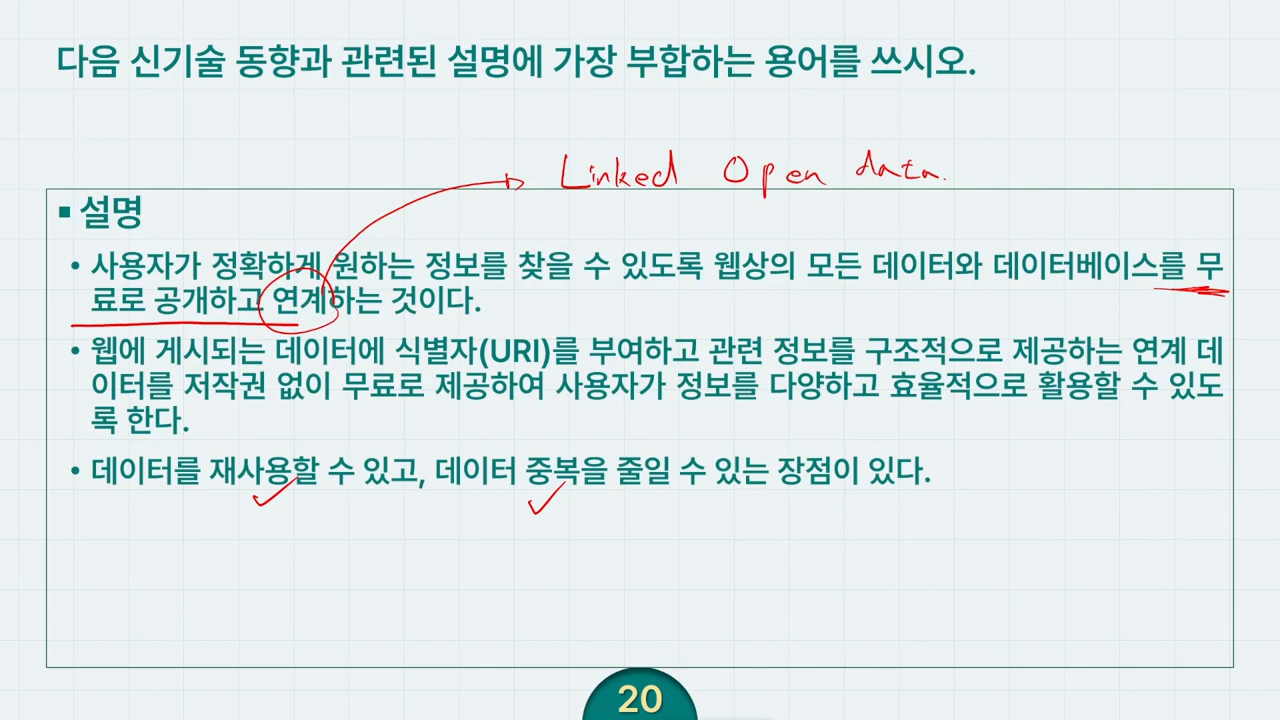 다음 신기술 동향과 관련된 설명에 가장 부합하는 용어를 쓰시오.
Linked Open data.
▪ 설명
• 사용자가 정확하게 원하는 정보를 찾을 수 있도록 웹상의 모든 데이터와 데이터베이스를 무
료로 공개하고 연계하는 것이다.
• 웹에 게시되는 데이터에 식별자(URI)를 부여하고 관련 정보를 구조적으로 제공하는 연계 데
이터를 저작권 없이 무료로 제공하여 사용자가 정보를 다양하고 효율적으로 활용할 수 있도
록 한다.
• 데이터를 재사용할 수 있고, 데이터 중복을 줄일 수 있는 장점이 있다.
20